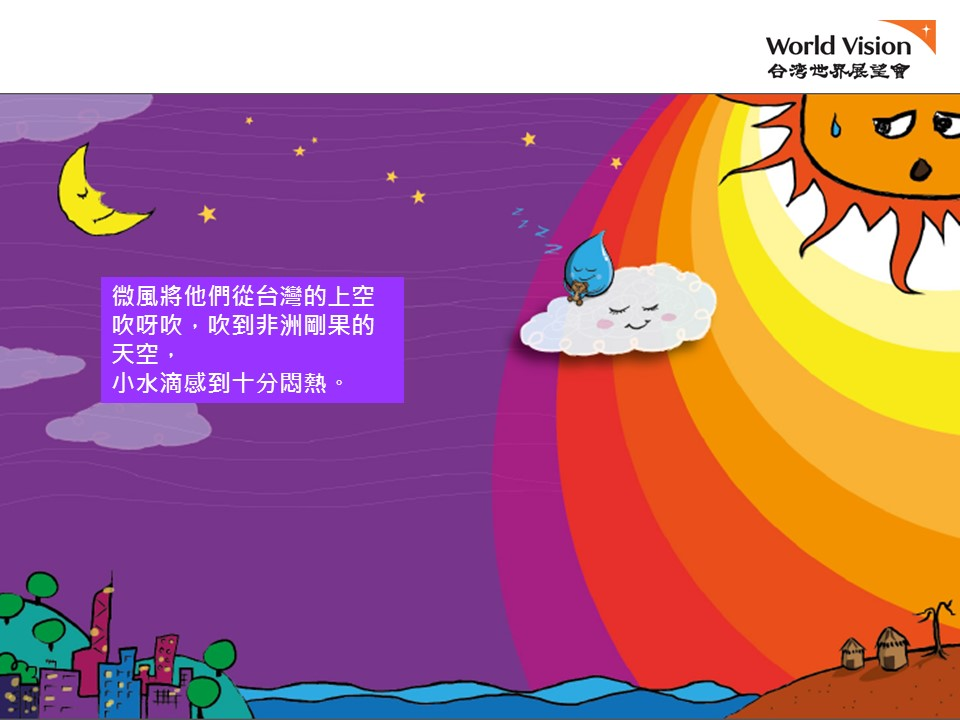 World Vision
台灣世界展望會
微風將他們從台灣的上空
吹呀吹，吹到非洲剛果的
天空，
小水滴感到十分悶熱。
z z z z